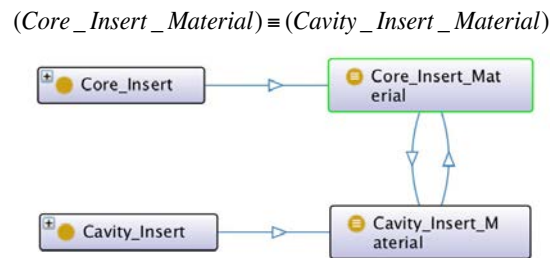 (Core_Insert_Material) ≡ (Cavity_Insert_Material)
Core_Insert
Core_Insert_Mat
erial
Cavity_Insert
Cavity_Insert_M
aterial